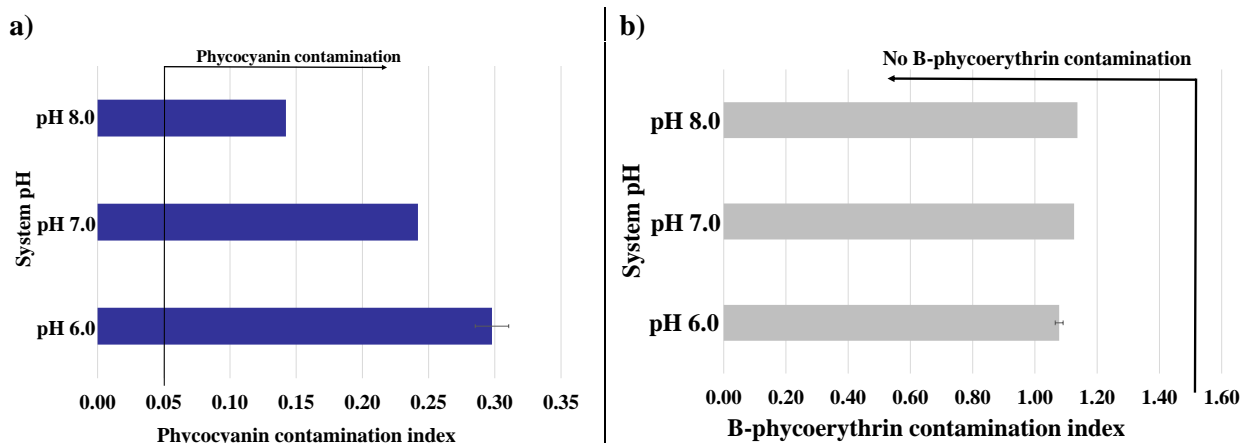 a)
Phycocyanin contamination
System pH
pH 8.0
pH 7.0
pH 6.0
0.00 0.05 0.10 0.15 0.20 0.25 0.30 0.35
Phycocyanin contamination index
b)
No B-phycoerythrin contamination
System pH
pH 8.0
pH 7.0
pH 6.0
0.00 0.20 0.40 0.60 0.80 1.00 1.20 1.40 1.60
B-phycoerythrin contamination index